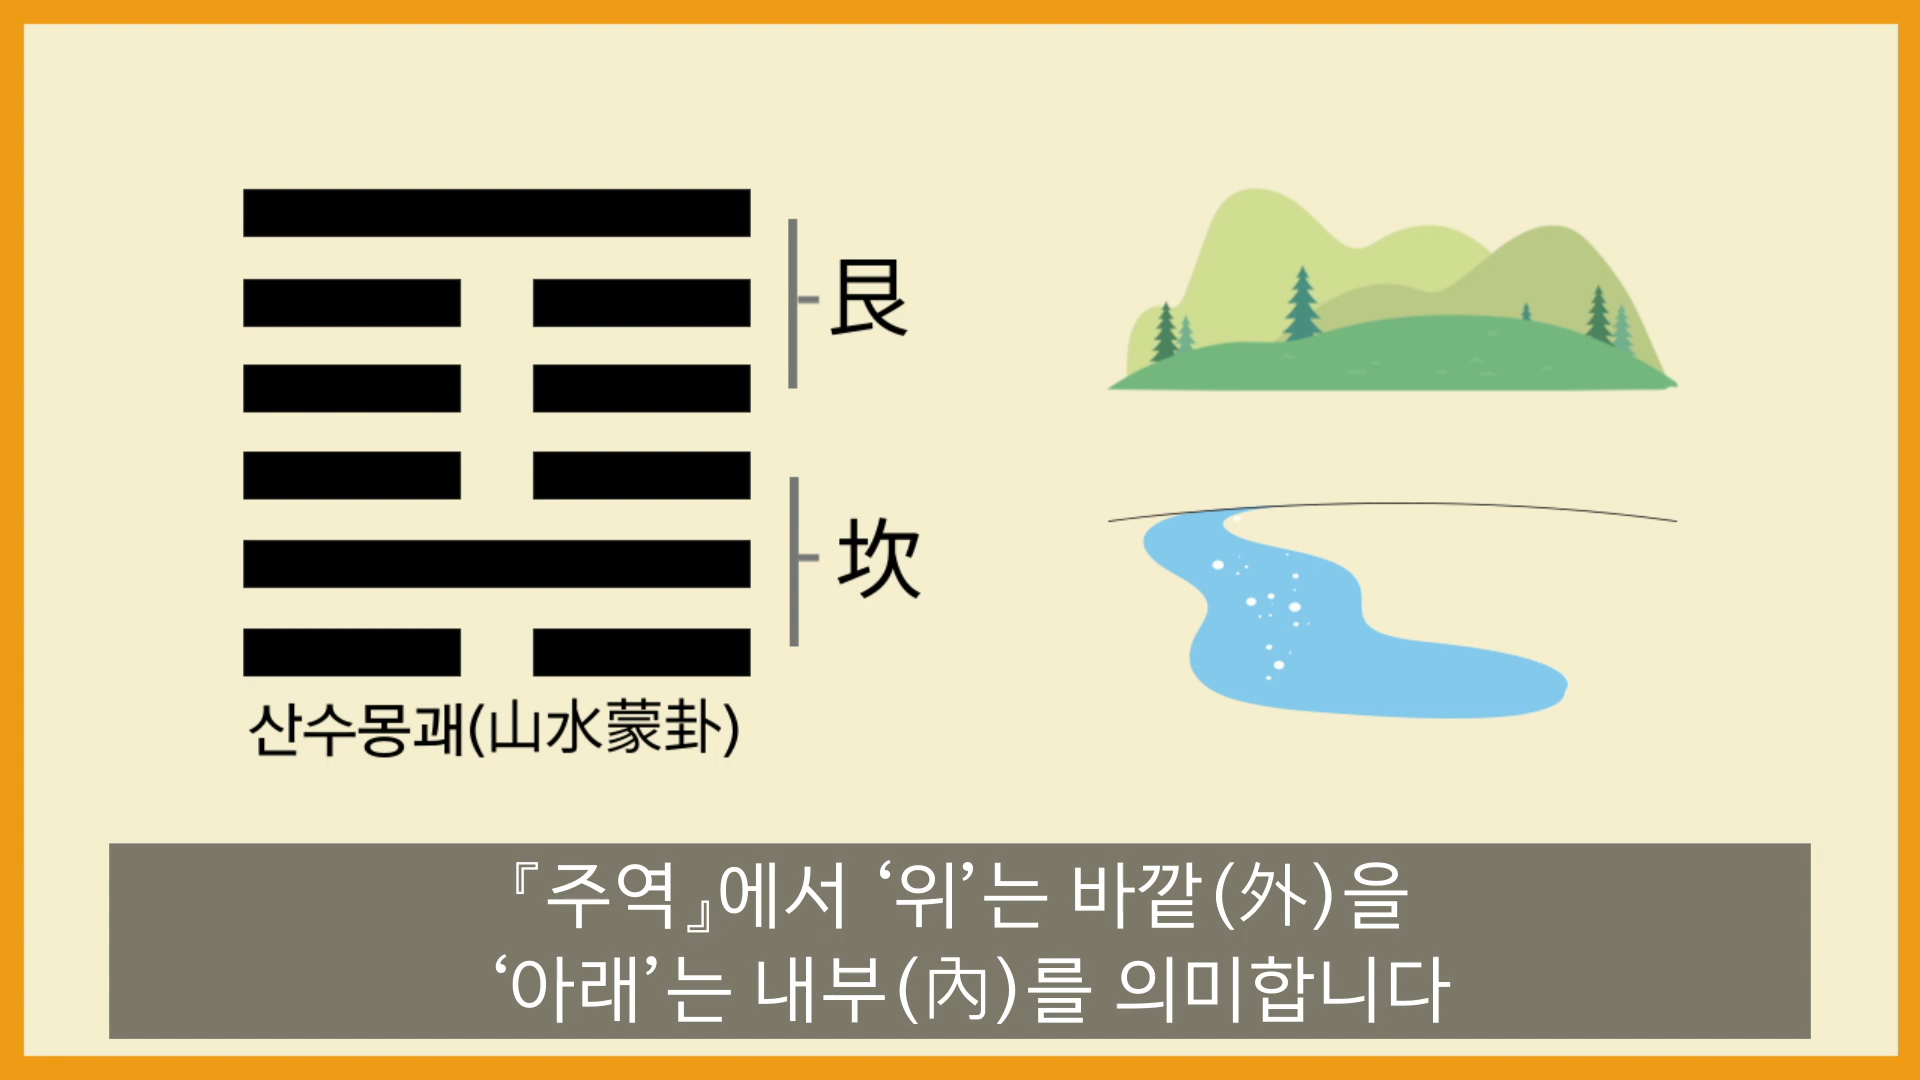 艮
坎
산수몽괘(山水蒙卦)
『주역』에서 ‘위’는 바깥(外)을
‘아래’는 내부(內)를 의미합니다